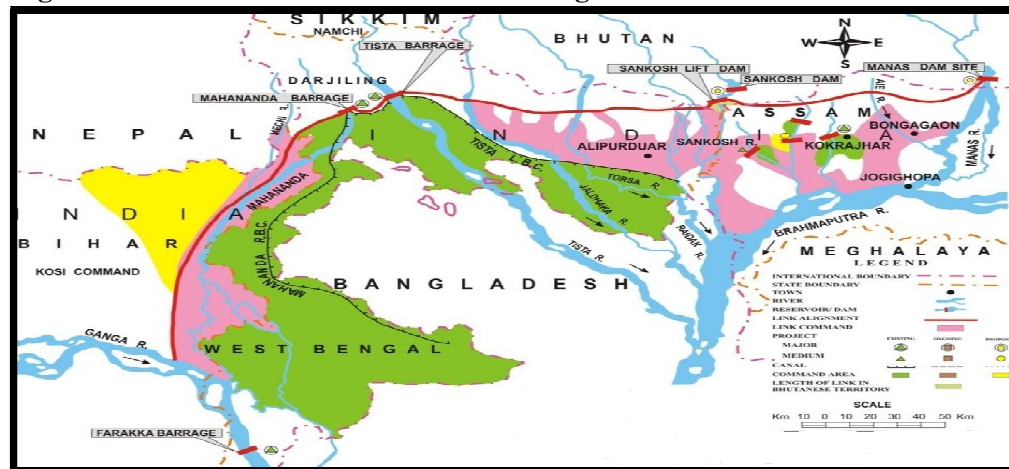 SIKKIM
NAMCHI
TISTA BARRAGE
BHUTAN
N
W E
S
DARJILING
SANKOSH LIFT DAM
MANAS DAM SITE
SANKOSH DAM
MAHANANDA BARRAGE
MECHI R.
AIE R.
ASSAM
NEPAL
INDIA
BONGAGAON
ALIPURDUAR
SANKOSH R.
KOKRAJHAR
MANAS R.
TISTA L.B.C.
TORSA R.
JOGIGHOPA
MAHANANDA
JALDHAKA R.
INDIA
RAIDAK R.
BRAHMAPUTRA R.
BIHAR
TISTA R.
MEGHALAYA
KOSI COMMAND
MAHANANDA R.B.C.
BANGLADESH
GANGA R.
WEST BENGAL
FARAKKA BARRAGE
LEGEND
INTERNATIONAL BOUNDARY
STATE BOUNDARY
TOWN
RIVER
RESERVOIR/ DAM
LINK ALIGNMENT
LINK COMMAND
PROJECT
EXISTING ONGOING
MAJOR
MEDIUM
CANAL
COMMAND AREA
LENGTH OF LINK IN
BHUTANESE TERRITORY
SCALE
Km 10 0 10 20 30 40 50 Km